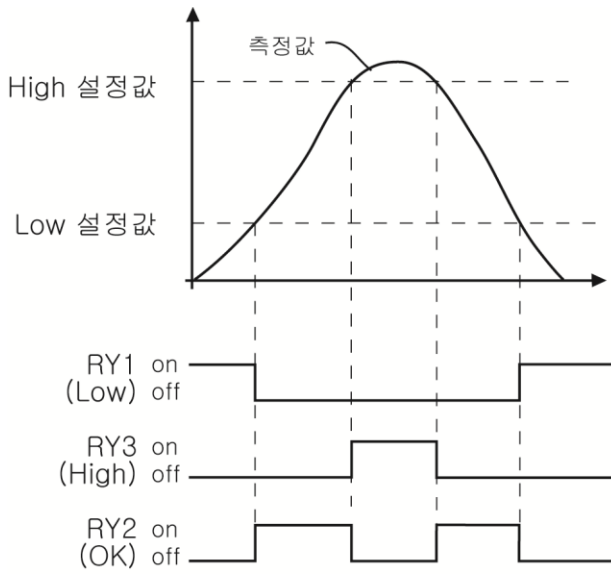 측정값
High 설정값
Low 설정값
RY1 on
(Low) off
RY3 on
(High) off
RY2 on
(OK) off